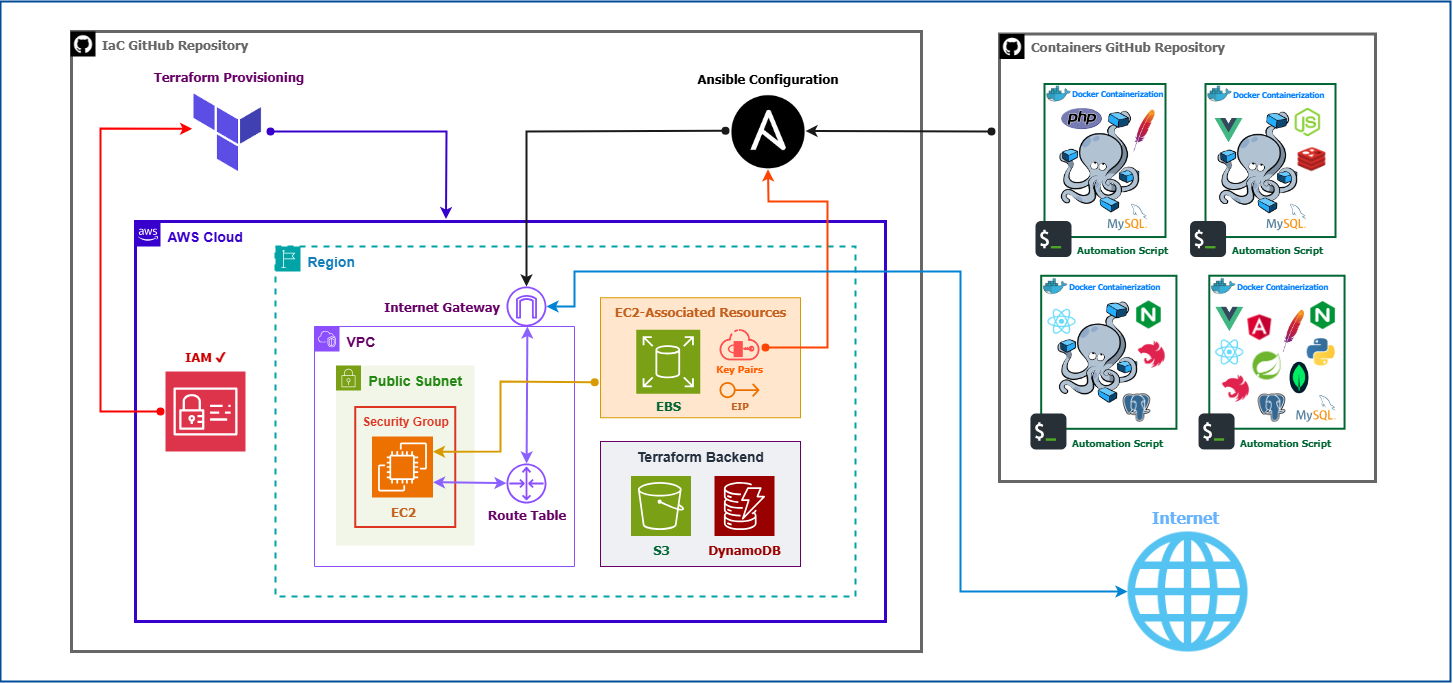 IaC GitHub Repository
Terraform Provisioning
Ansible Configuration
aws
AWS Cloud
Region
Internet Gateway
VPC
Public Subnet
Security Group
EC2
Route Table
IAM ✓
EC2-Associated Resources
EBS
Key Pairs
EIP
Terraform Backend
S3
DynamoDB
Containers GitHub Repository
Docker Containerization
php
MySQL
$_
Automation Script
Docker Containerization
JS
MySQL
$_
Automation Script
Docker Containerization
N
$_
Automation Script
Docker Containerization
A
N
MySQL
$_
Automation Script
Internet